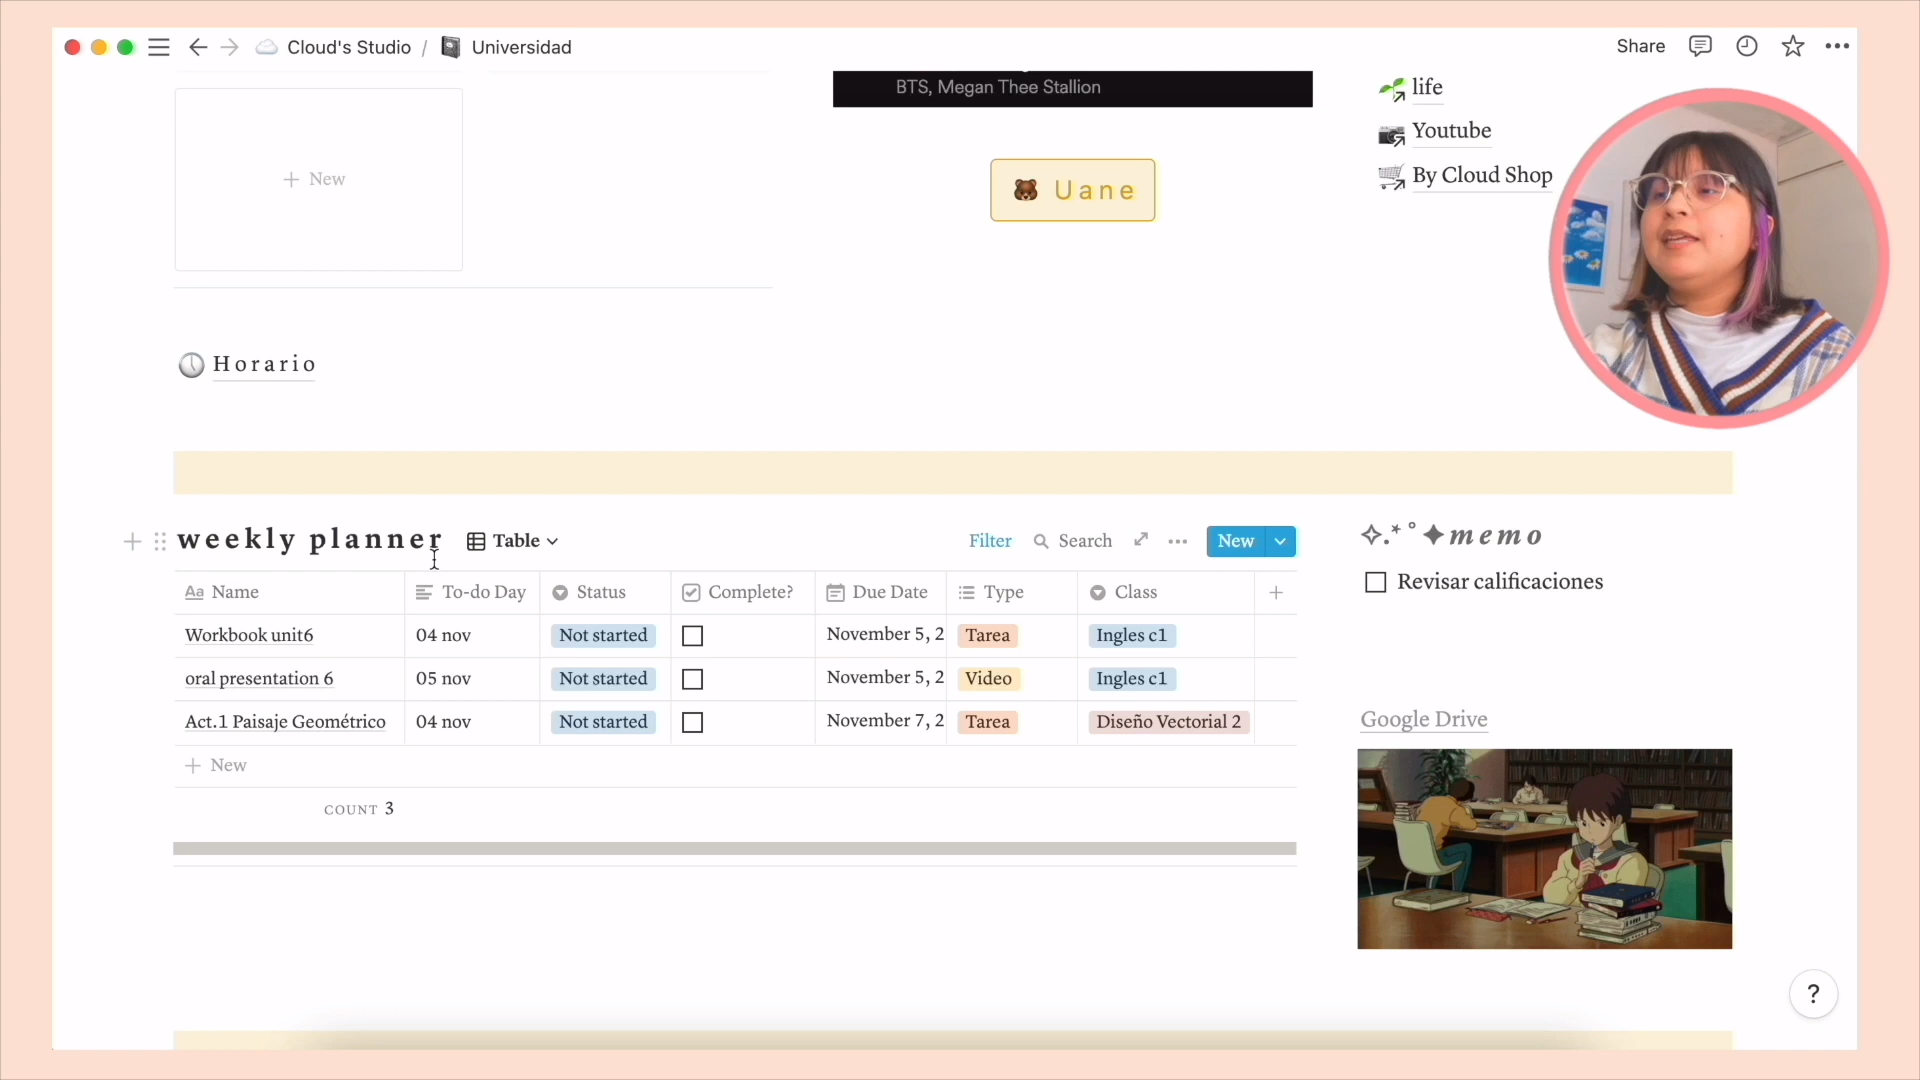 Cloud's Studio / Universidad
Share
BTS, Megan Thee Stallion
life
Youtube
By Cloud Shop
+ New
Uane
Horario
weekly planner
Table
Filter
Search
New
Aa Name
To-do Day
Status
Complete?
Due Date
Type
Class
Workbook unit6
04 nov
Not started
November 5, 2
Tarea
Ingles c1
oral presentation 6
05 nov
Not started
November 5, 2
Video
Ingles c1
Act.1 Paisaje Geométrico
04 nov
Not started
November 7, 2
Tarea
Diseño Vectorial 2
+ New
COUNT 3
✧.* ˚ ✦ memo
Revisar calificaciones
Google Drive
?